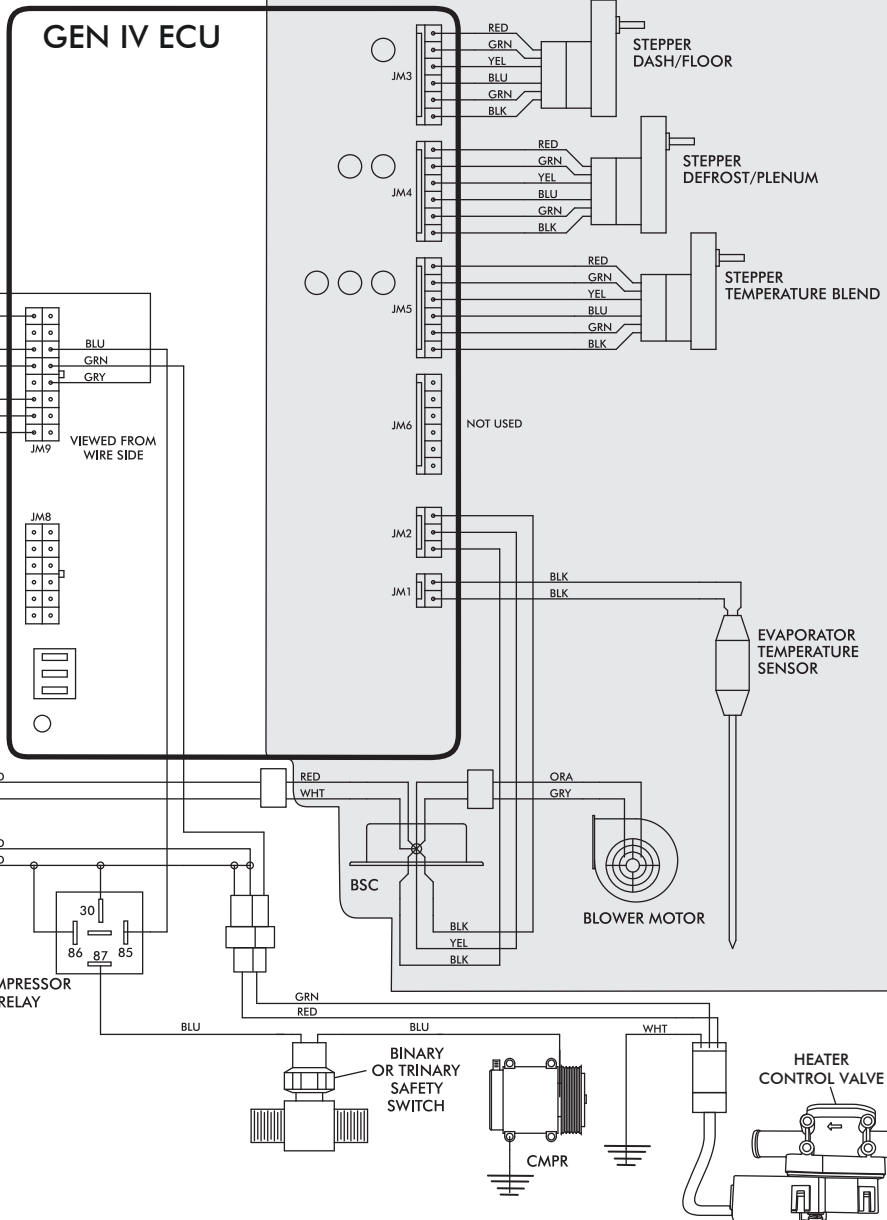 GEN IV ECU
RED
GRN
YEL
BLU
GRN
BLK
JM3
STEPPER
DASH/FLOOR
RED
GRN
YEL
BLU
GRN
BLK
JM4
STEPPER
DEFROST/PLENUM
RED
GRN
YEL
BLU
GRN
BLK
JM5
STEPPER
TEMPERATURE BLEND
BLU
GRN
GRY
JM9
VIEWED FROM
WIRE SIDE
JM6
NOT USED
JM8
JM2
JM1
BLK
BLK
EVAPORATOR
TEMPERATURE
SENSOR
RED
WHT
ORA
GRY
BSC
BLOWER MOTOR
BLK
YEL
BLK
30
86
87
85
RELAY
GRN
RED
BLU
BLU
WHT
BINARY
OR TRINARY
SAFETY
SWITCH
CMPR
HEATER
CONTROL VALVE